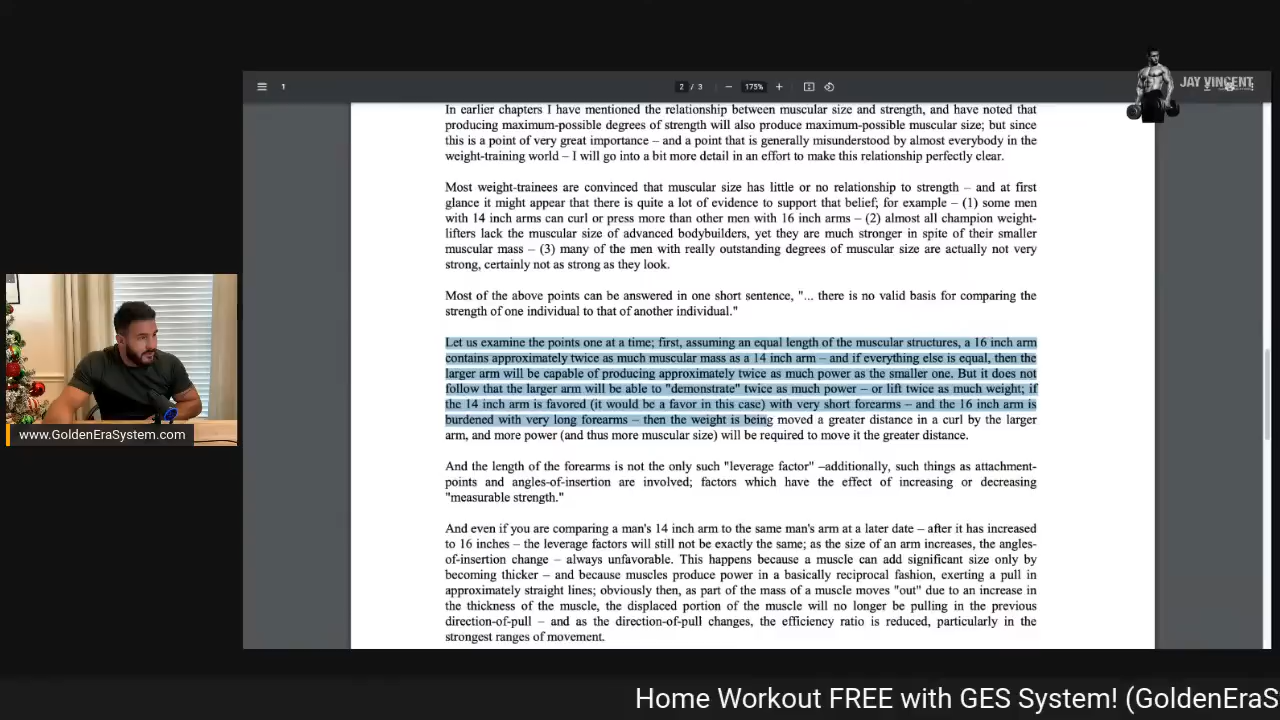 1
2 / 3
175%
JAY VINCENT
In earlier chapters I have mentioned the relationship between muscular size and strength, and have noted that
producing maximum-possible degrees of strength will also produce maximum-possible muscular size; but since
this is a point of very great importance – and a point that is generally misunderstood by almost everybody in the
weight-training world – I will go into a bit more detail in an effort to make this relationship perfectly clear.
Most weight-trainees are convinced that muscular size has little or no relationship to strength – and at first
glance it might appear that there is quite a lot of evidence to support that belief; for example – (1) some men
with 14 inch arms can curl or press more than other men with 16 inch arms – (2) almost all champion weight-
lifters lack the muscular size of advanced bodybuilders, yet they are much stronger in spite of their smaller
muscular mass – (3) many of the men with really outstanding degrees of muscular size are actually not very
strong, certainly not as strong as they look.
Most of the above points can be answered in one short sentence, "... there is no valid basis for comparing the
strength of one individual to that of another individual."
Let us examine the points one at a time; first, assuming an equal length of the muscular structures, a 16 inch arm
contains approximately twice as much muscular mass as a 14 inch arm – and if everything else is equal, then the
larger arm will be capable of producing approximately twice as much power as the smaller one. But it does not
follow that the larger arm will be able to "demonstrate" twice as much power – or lift twice as much weight; if
the 14 inch arm is favored (it would be a favor in this case) with very short forearms – and the 16 inch arm is
burdened with very long forearms – then the weight is being moved a greater distance in a curl by the larger
arm, and more power (and thus more muscular size) will be required to move it the greater distance.
And the length of the forearms is not the only such "leverage factor" –additionally, such things as attachment-
points and angles-of-insertion are involved; factors which have the effect of increasing or decreasing
"measurable strength."
And even if you are comparing a man's 14 inch arm to the same man's arm at a later date – after it has increased
to 16 inches – the leverage factors will still not be exactly the same; as the size of an arm increases, the angles-
of-insertion change – always unfavorable. This happens because a muscle can add significant size only by
becoming thicker – and because muscles produce power in a basically reciprocal fashion, exerting a pull in
approximately straight lines; obviously then, as part of the mass of a muscle moves "out" due to an increase in
the thickness of the muscle, the displaced portion of the muscle will no longer be pulling in the previous
direction-of-pull – and as the direction-of-pull changes, the efficiency ratio is reduced, particularly in the
strongest ranges of movement.
www.GoldenEraSystem.com
Home Workout FREE with GES System! (GoldenEraS